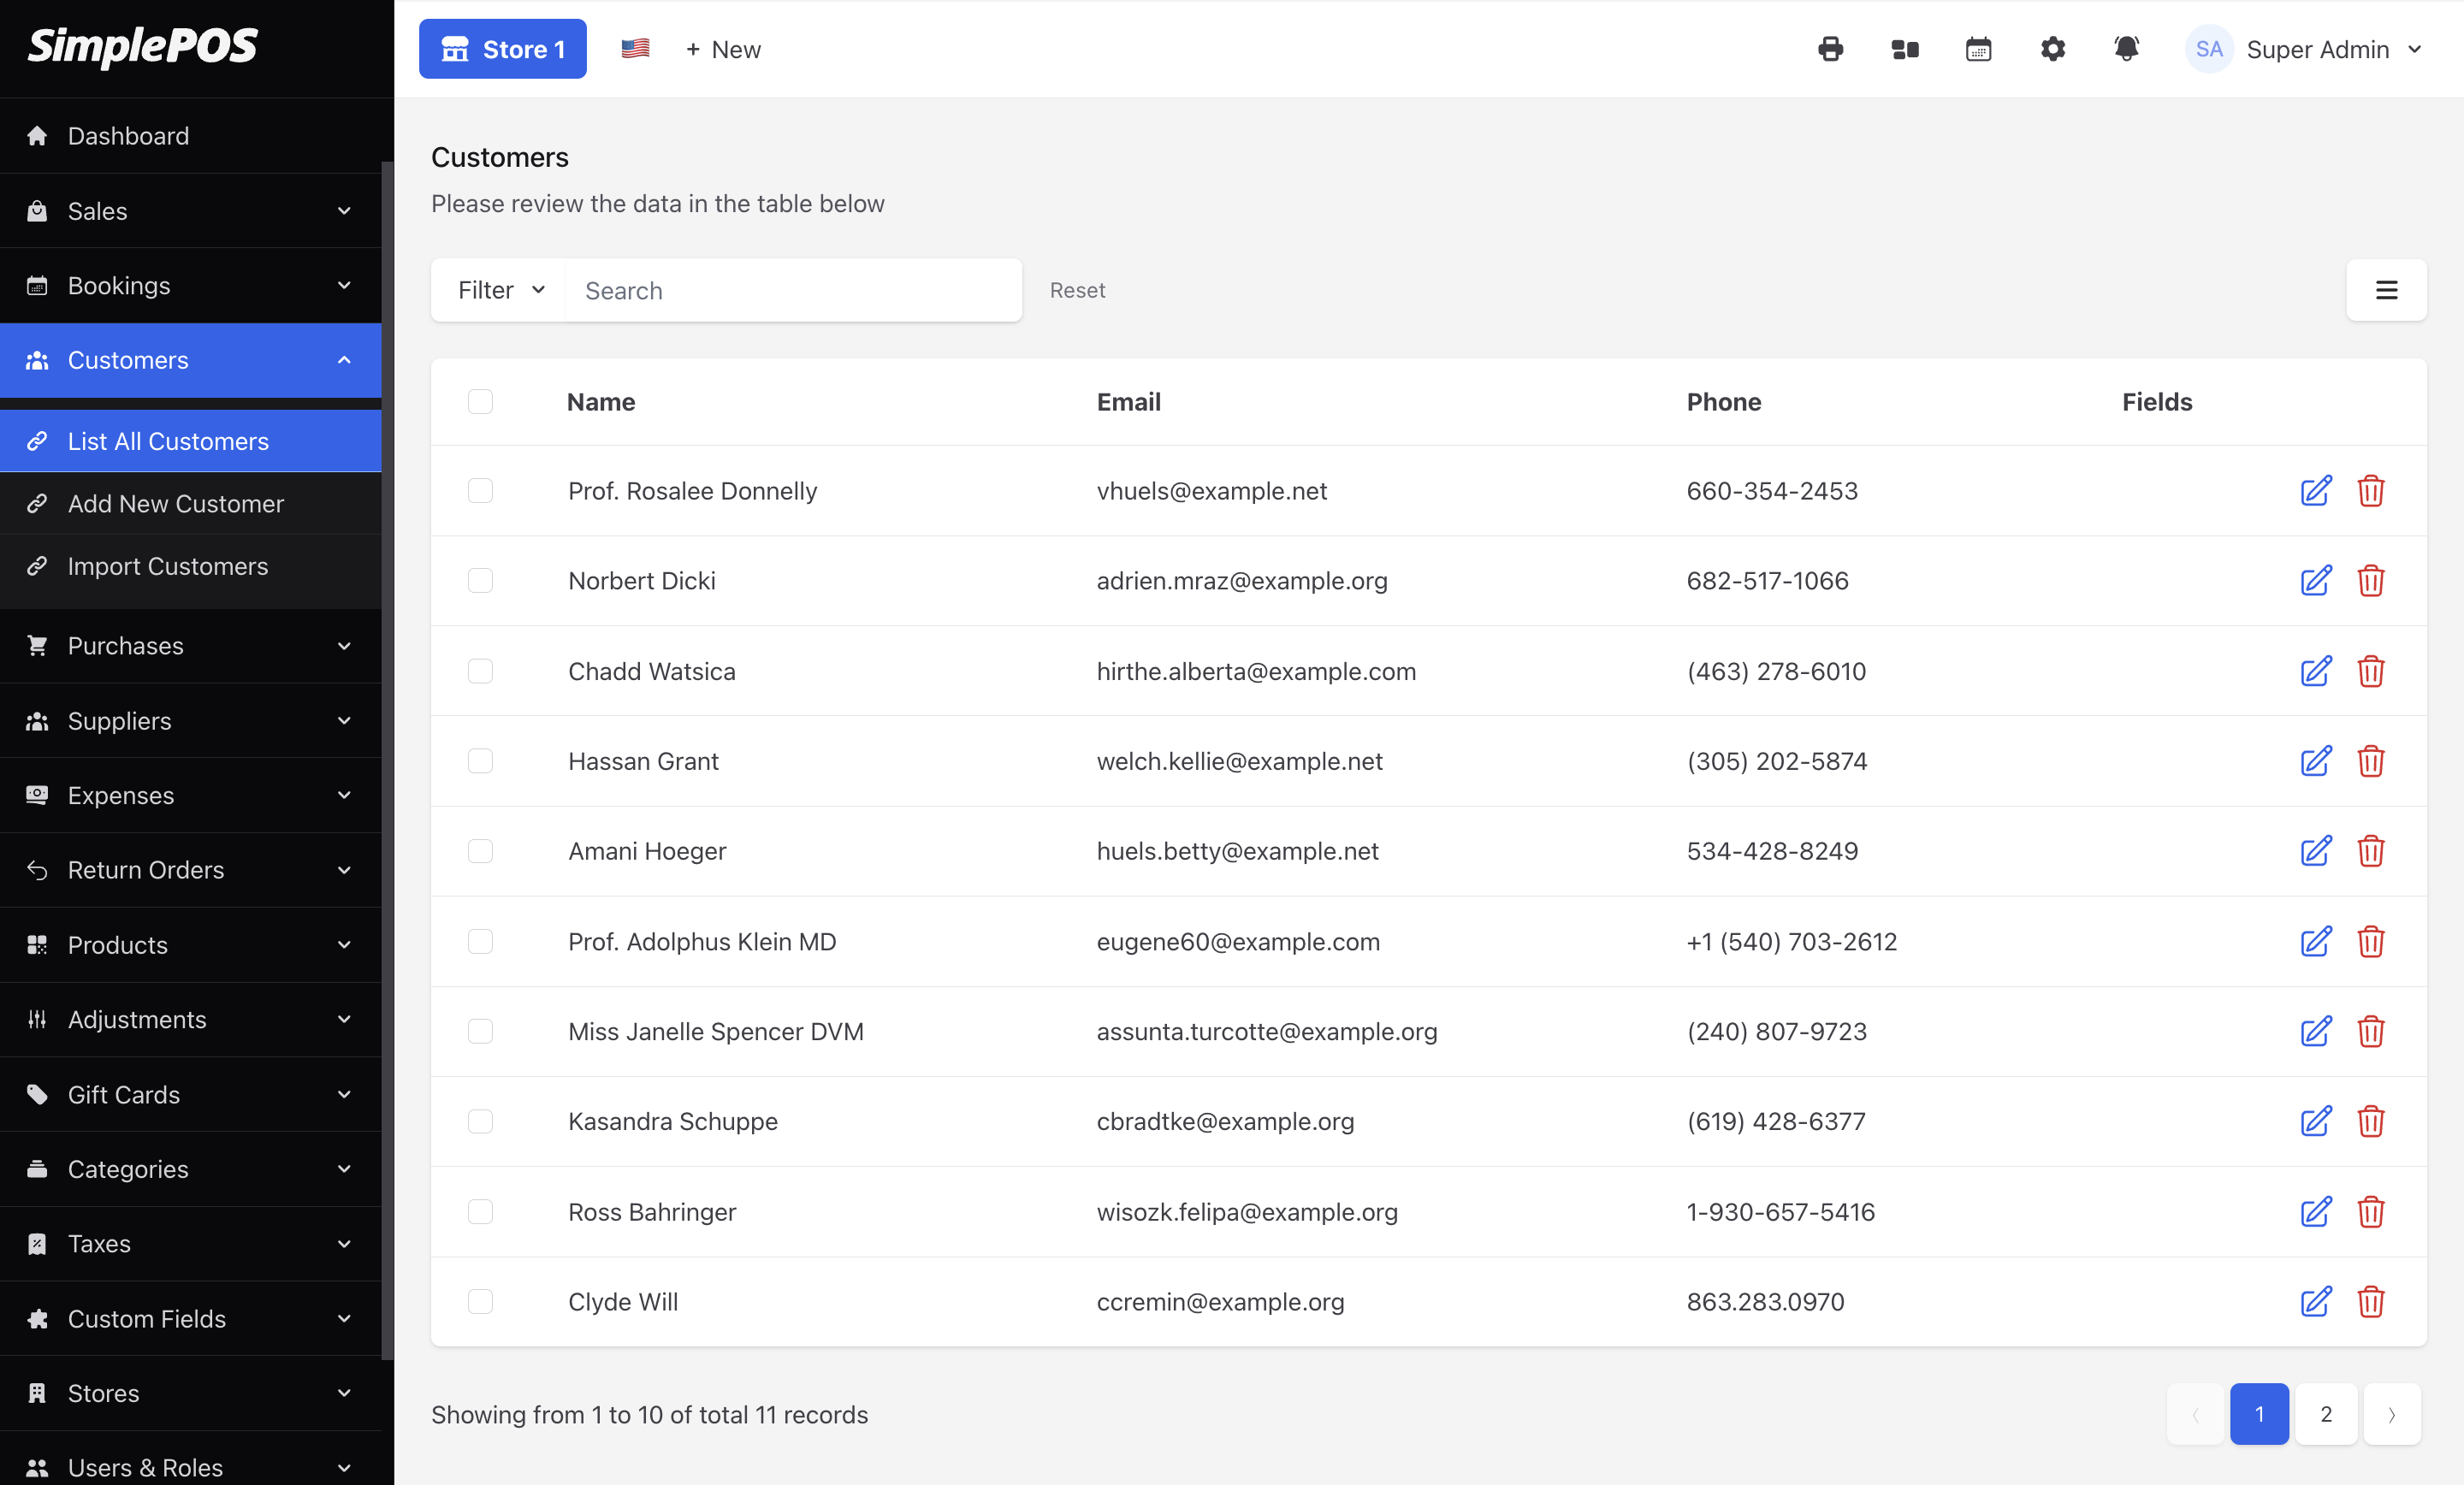 SimplePOS
Store 1
+ New
SA
Super Admin
Dashboard
Sales
Bookings
Customers
List All Customers
Add New Customer
Import Customers
Purchases
Suppliers
Expenses
Return Orders
Products
Adjustments
Gift Cards
Categories
Taxes
Custom Fields
Stores
Users & Roles
Customers
Please review the data in the table below
Filter
Search
Reset
Name Email Phone Fields
Prof. Rosalee Donnelly vhuels@example.net 660-354-2453
Norbert Dicki adrien.mraz@example.org 682-517-1066
Chadd Watsica hirthe.alberta@example.com (463) 278-6010
Hassan Grant welch.kellie@example.net (305) 202-5874
Amani Hoeger huels.betty@example.net 534-428-8249
Prof. Adolphus Klein MD eugene60@example.com +1 (540) 703-2612
Miss Janelle Spencer DVM assunta.turcotte@example.org (240) 807-9723
Kasandra Schuppe cbradtke@example.org (619) 428-6377
Ross Bahringer wisozk.felipa@example.org 1-930-657-5416
Clyde Will ccremin@example.org 863.283.0970
Showing from 1 to 10 of total 11 records
1 2